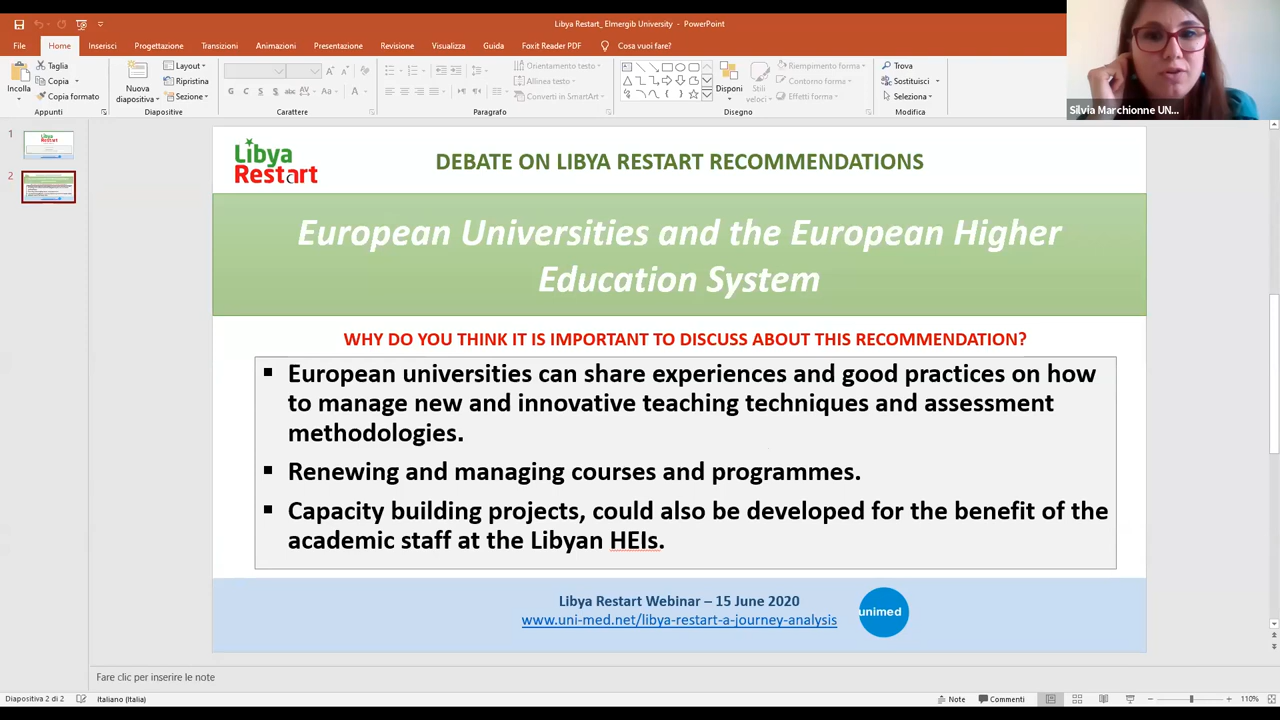 Libya Restart_ Elmergib University - PowerPoint
File Home Inserisci Progettazione Transizioni Animazioni Presentazione Revisione Visualizza Guida Foxit Reader PDF Cosa vuoi fare?
Incolla
Taglia
Copia
Copia formato
Appunti
Nuova
diapositiva
Layout
Ripristina
Sezione
Diapositive
G C S S abc AV Aa A
Carattere
Orientamento testo
Allinea testo
Converti in SmartArt
Paragrafo
Disponi
Stili
veloci
Riempimento forma
Contorno forma
Effetti forma
Disegno
Trova
Sostituisci
Seleziona
Modifica
Silvia Marchionne UN...
1
2
Libya
Restart
DEBATE ON LIBYA RESTART RECOMMENDATIONS
European Universities and the European Higher
Education System
WHY DO YOU THINK IT IS IMPORTANT TO DISCUSS ABOUT THIS RECOMMENDATION?
▪ European universities can share experiences and good practices on how
to manage new and innovative teaching techniques and assessment
methodologies.
▪ Renewing and managing courses and programmes.
▪ Capacity building projects, could also be developed for the benefit of the
academic staff at the Libyan HEIs.
Libya Restart Webinar – 15 June 2020
www.uni-med.net/libya-restart-a-journey-analysis
unimed
Fare clic per inserire le note
Diapositiva 2 di 2 Italiano (Italia) Note Commenti 110%